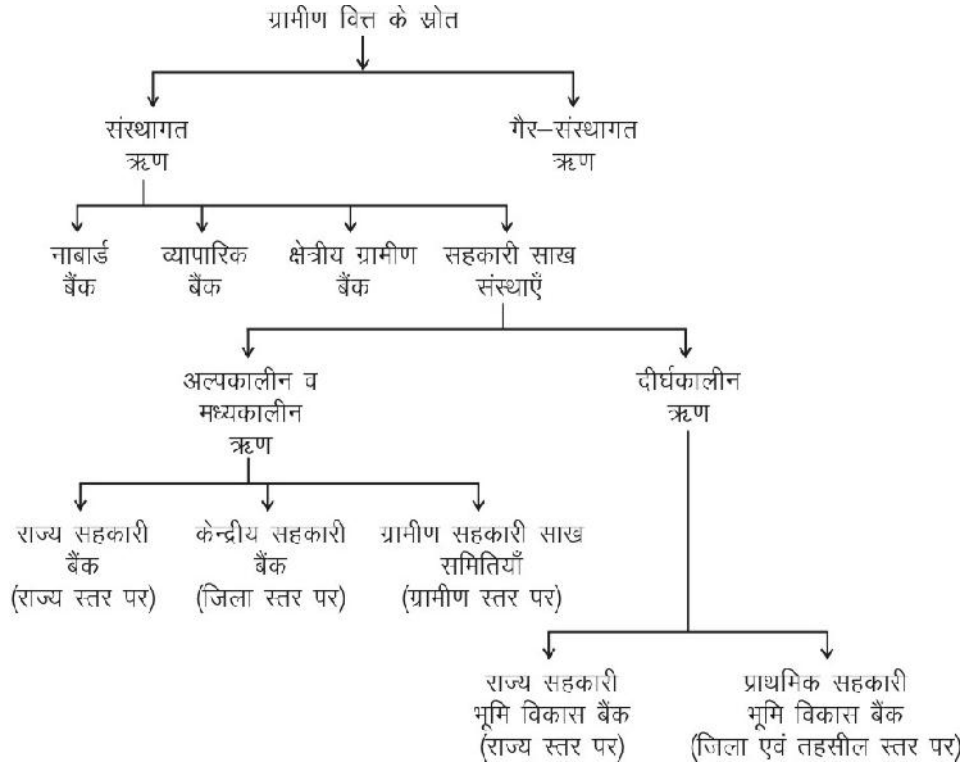 ग्रामीण वित्त के स्रोत
संस्थागत
ऋण
गैर–संस्थागत
ऋण
नाबार्ड
बैंक
व्यापारिक
बैंक
क्षेत्रीय ग्रामीण
बैंक
सहकारी साख
संस्थाएँ
अल्पकालीन व
मध्यकालीन
ऋण
दीर्घकालीन
ऋण
राज्य सहकारी
बैंक
(राज्य स्तर पर)
केन्द्रीय सहकारी
बैंक
(जिला स्तर पर)
ग्रामीण सहकारी साख
समितियाँ
(ग्रामीण स्तर पर)
राज्य सहकारी
भूमि विकास बैंक
(राज्य स्तर पर)
प्राथमिक सहकारी
भूमि विकास बैंक
(जिला एवं तहसील स्तर पर)